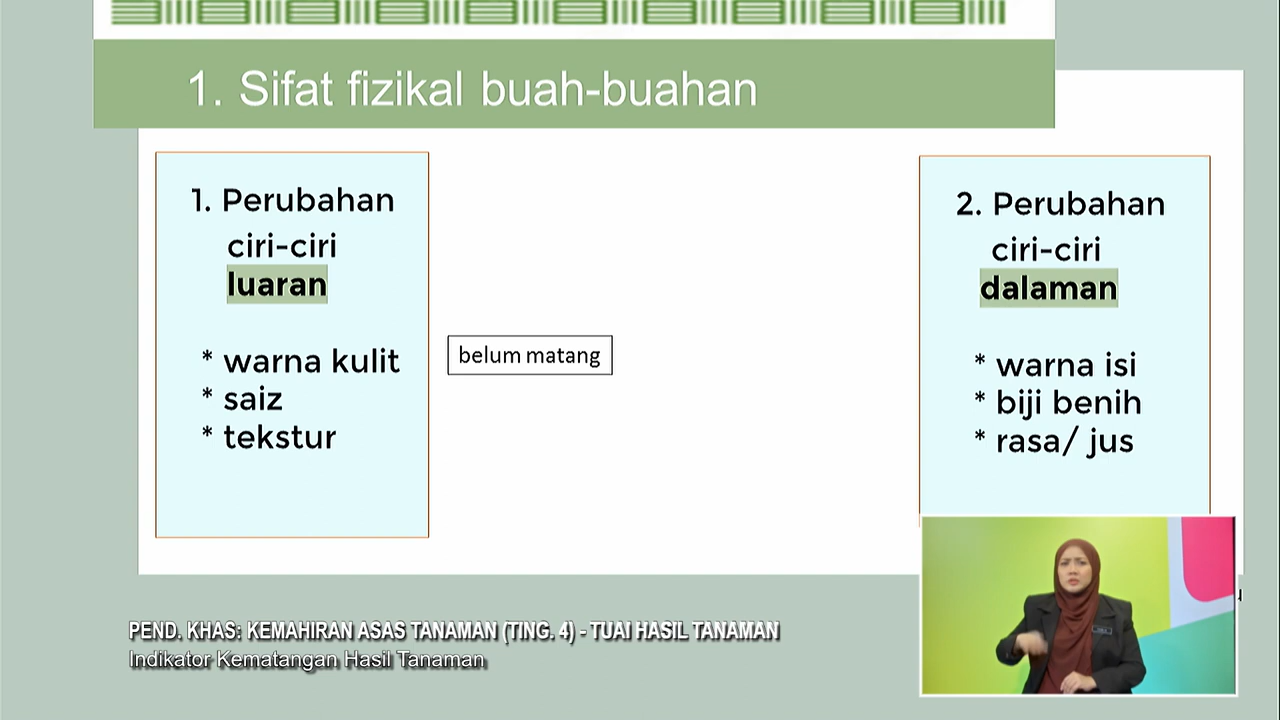 1. Sifat fizikal buah-buahan
1. Perubahan
ciri-ciri
luaran
* warna kulit
* saiz
* tekstur
belum matang
2. Perubahan
ciri-ciri
dalaman
* warna isi
* biji benih
* rasa/ jus
PEND. KHAS: KEMAHIRAN ASAS TANAMAN (TING. 4) - TUAI HASIL TANAMAN
Indikator Kematangan Hasil Tanaman